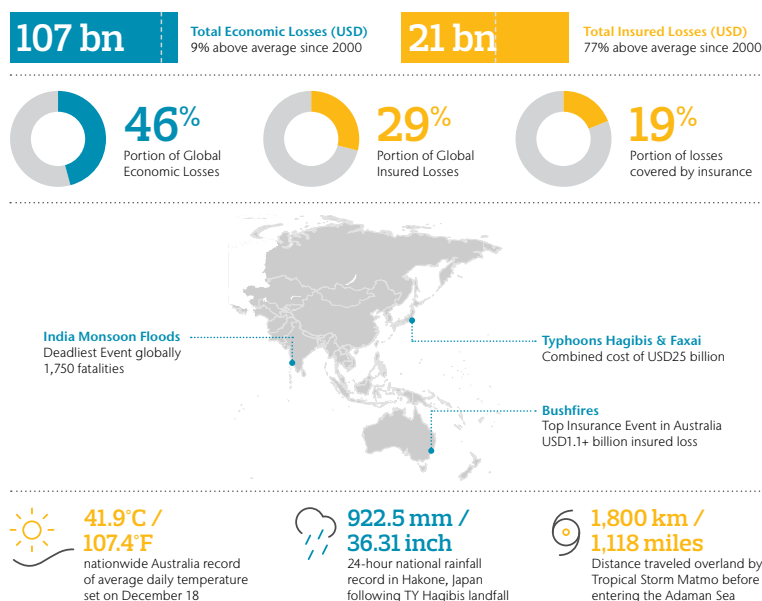 107 bn
Total Economic Losses (USD)
9% above average since 2000
21 bn
Total Insured Losses (USD)
77% above average since 2000
46%
Portion of Global
Economic Losses
29%
Portion of Global
Insured Losses
19%
Portion of losses
covered by insurance
India Monsoon Floods
Deadliest Event globally
1,750 fatalities
Typhoons Hagibis & Faxai
Combined cost of USD25 billion
Bushfires
Top Insurance Event in Australia
USD1.1+ billion insured loss
41.9°C /
107.4°F
nationwide Australia record
of average daily temperature
set on December 18
922.5 mm /
36.31 inch
24-hour national rainfall
record in Hakone, Japan
following TY Hagibis landfall
1,800 km /
1,118 miles
Distance traveled overland by
Tropical Storm Matmo before
entering the Adaman Sea